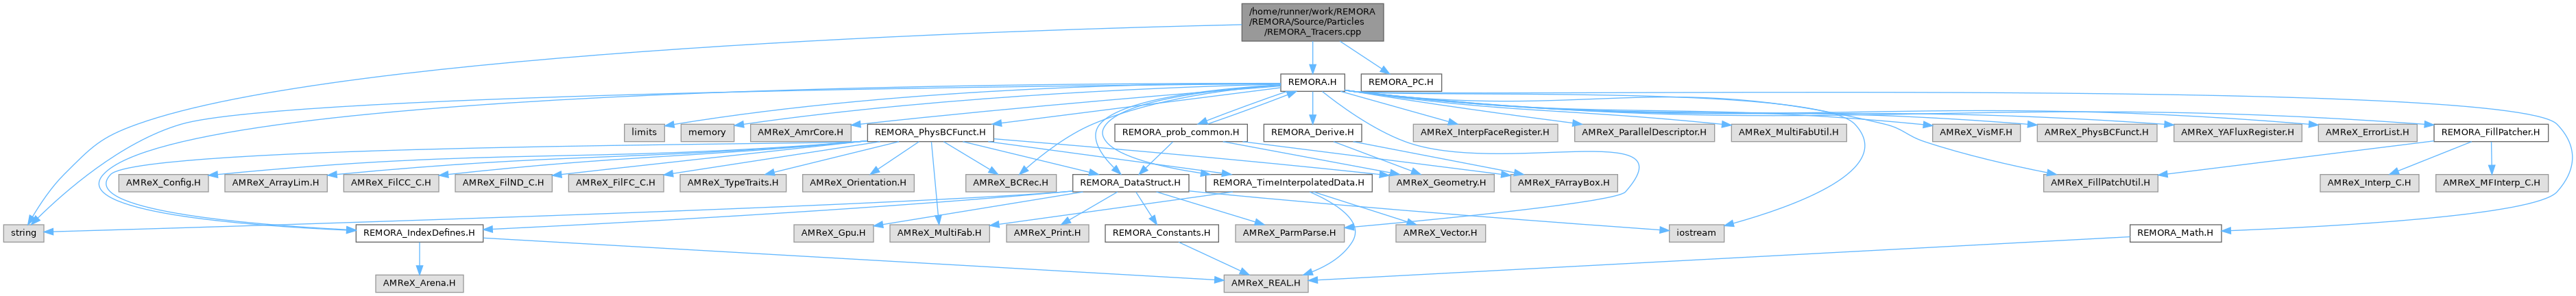 /home/runner/work/REMORA
/REMORA/Source/Particles
/REMORA_Tracers.cpp
REMORA.H
REMORA_PC.H
limits
memory
AMReX_AmrCore.H
REMORA_PhysBCFunct.H
REMORA_prob_common.H
REMORA_Derive.H
AMReX_InterpFaceRegister.H
AMReX_ParallelDescriptor.H
AMReX_MultiFabUtil.H
AMReX_VisMF.H
AMReX_PhysBCFunct.H
AMReX_YAFluxRegister.H
AMReX_ErrorList.H
REMORA_FillPatcher.H
AMReX_Config.H
AMReX_ArrayLim.H
AMReX_FilCC_C.H
AMReX_FilND_C.H
AMReX_FilFC_C.H
AMReX_TypeTraits.H
AMReX_Orientation.H
AMReX_BCRec.H
REMORA_DataStruct.H
REMORA_TimeInterpolatedData.H
AMReX_Geometry.H
AMReX_FArrayBox.H
AMReX_FillPatchUtil.H
AMReX_Interp_C.H
AMReX_MFInterp_C.H
string
REMORA_IndexDefines.H
AMReX_Gpu.H
AMReX_MultiFab.H
AMReX_Print.H
REMORA_Constants.H
AMReX_ParmParse.H
AMReX_Vector.H
iostream
REMORA_Math.H
AMReX_Arena.H
AMReX_REAL.H